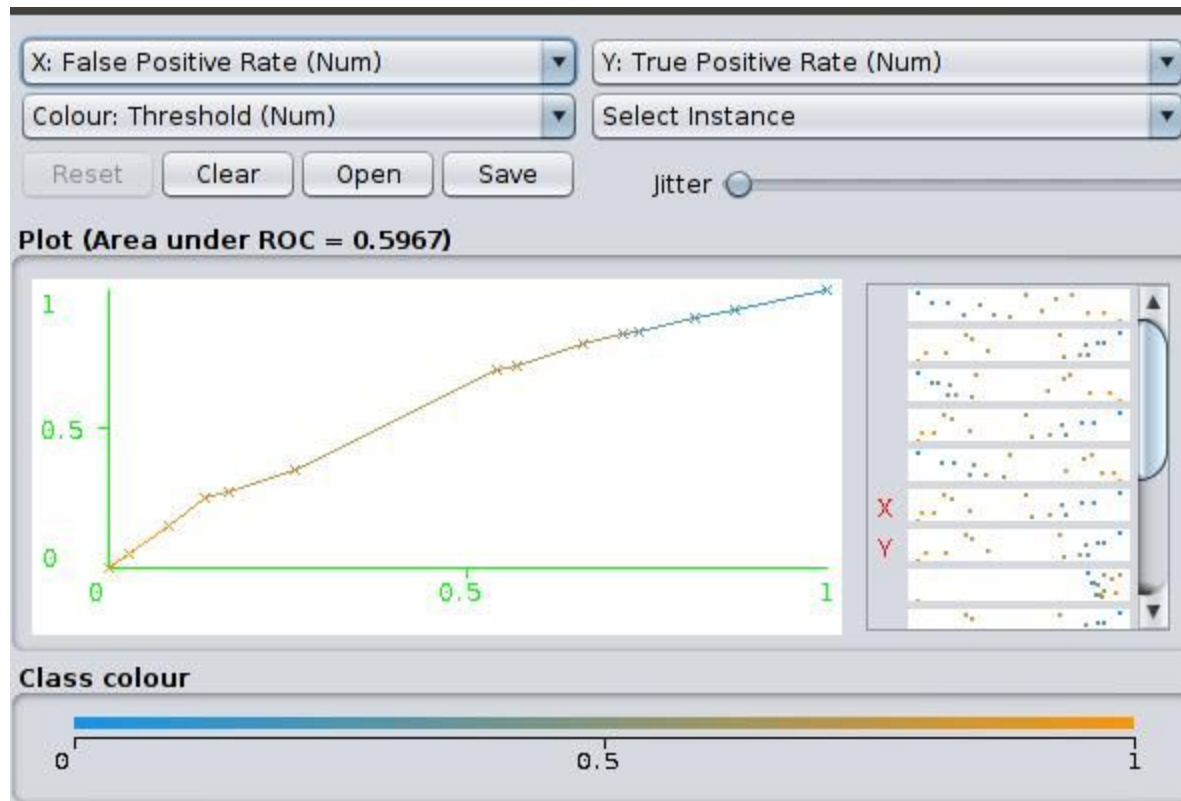 X: False Positive Rate (Num)
Y: True Positive Rate (Num)
Colour: Threshold (Num)
Select Instance
Reset
Clear
Open
Save
Jitter
Plot (Area under ROC = 0.5967)
1
0.5
0
0
0.5
1
X
Y
Class colour
0
0.5
1